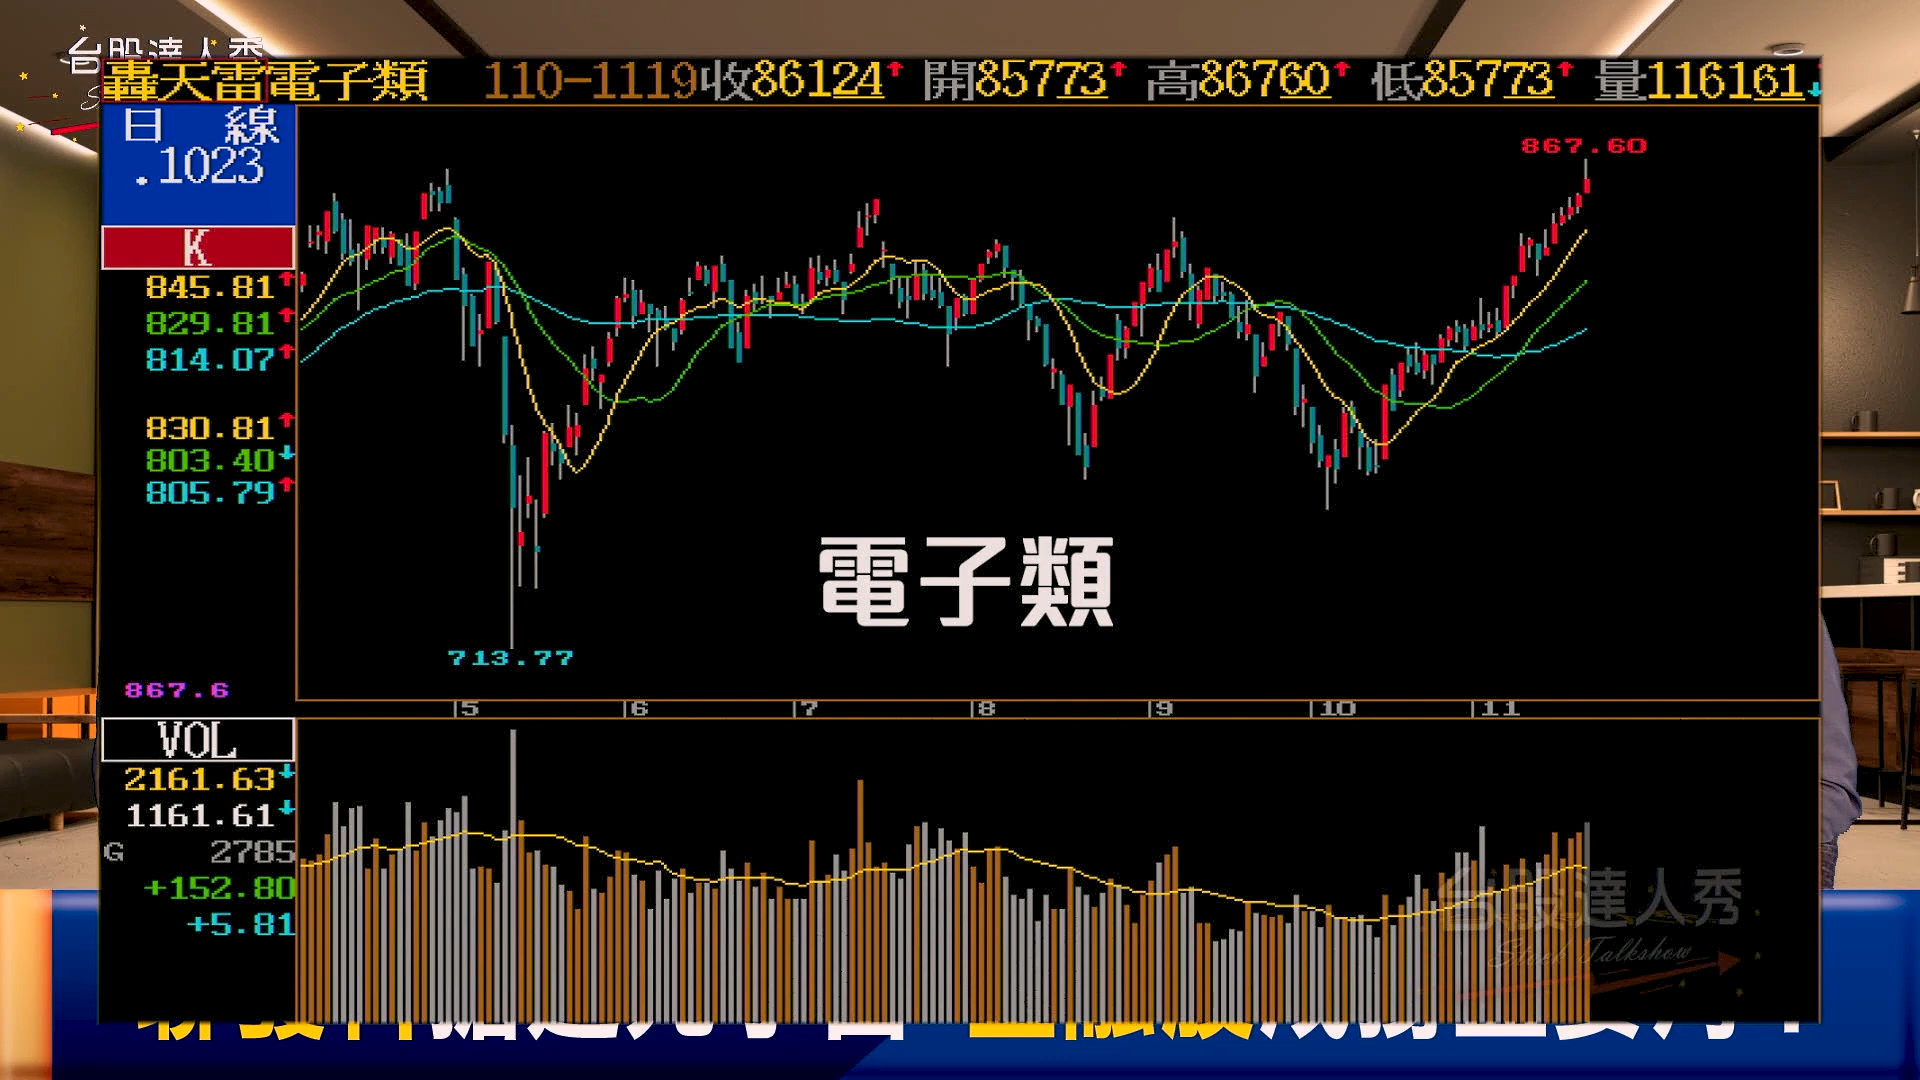 台股達人秀
轟天雷電子類 110-1119收86124↑ 開85773↑ 高86760↑ 低85773↑ 量116161↓
日 線
.1023
K
845.81↑
829.81↑
814.07↑
830.81↑
803.40↓
805.79↑
867.60
電子類
713.77
867.6
5 6 7 8 9 10 11
VOL
2161.63↓
1161.61↓
G 2785
+152.80
+5.81
台股達人秀
Stock Talkshow